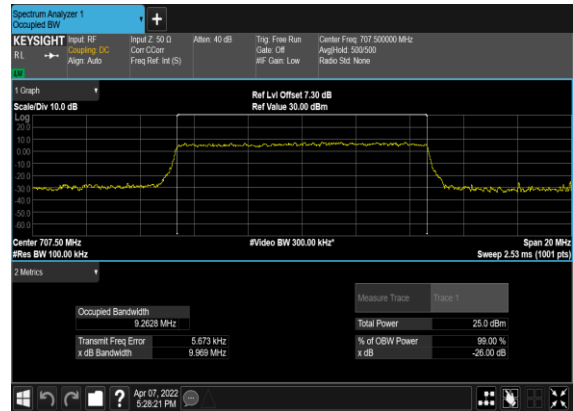 Spectrum Analyzer 1
Occupied BW
+
KEYSIGHT Input: RF Input Z: 50 Ω Atten: 40 dB Trig: Free Run Center Freq: 707.500000 MHz
RL Coupling: DC Corr CCorr Gate: Off Avg|Hold: 500/500
Align: Auto Freq Ref: Int (S) #IF Gain: Low Radio Std: None
LW
1 Graph
Ref Lvl Offset 7.30 dB
Scale/Div 10.0 dB Ref Value 30.00 dBm
Log
20.0
10.0
0.00
-10.0
-20.0
-30.0
-40.0
-50.0
-60.0
Center 707.50 MHz #Video BW 300.00 kHz* Span 20 MHz
#Res BW 100.00 kHz Sweep 2.53 ms (1001 pts)
2 Metrics
Measure Trace Trace 1
Occupied Bandwidth
9.2628 MHz Total Power 25.0 dBm
Transmit Freq Error 5.673 kHz % of OBW Power 99.00 %
x dB Bandwidth 9.969 MHz x dB -26.00 dB
? Apr 07, 2022
5:28:21 PM